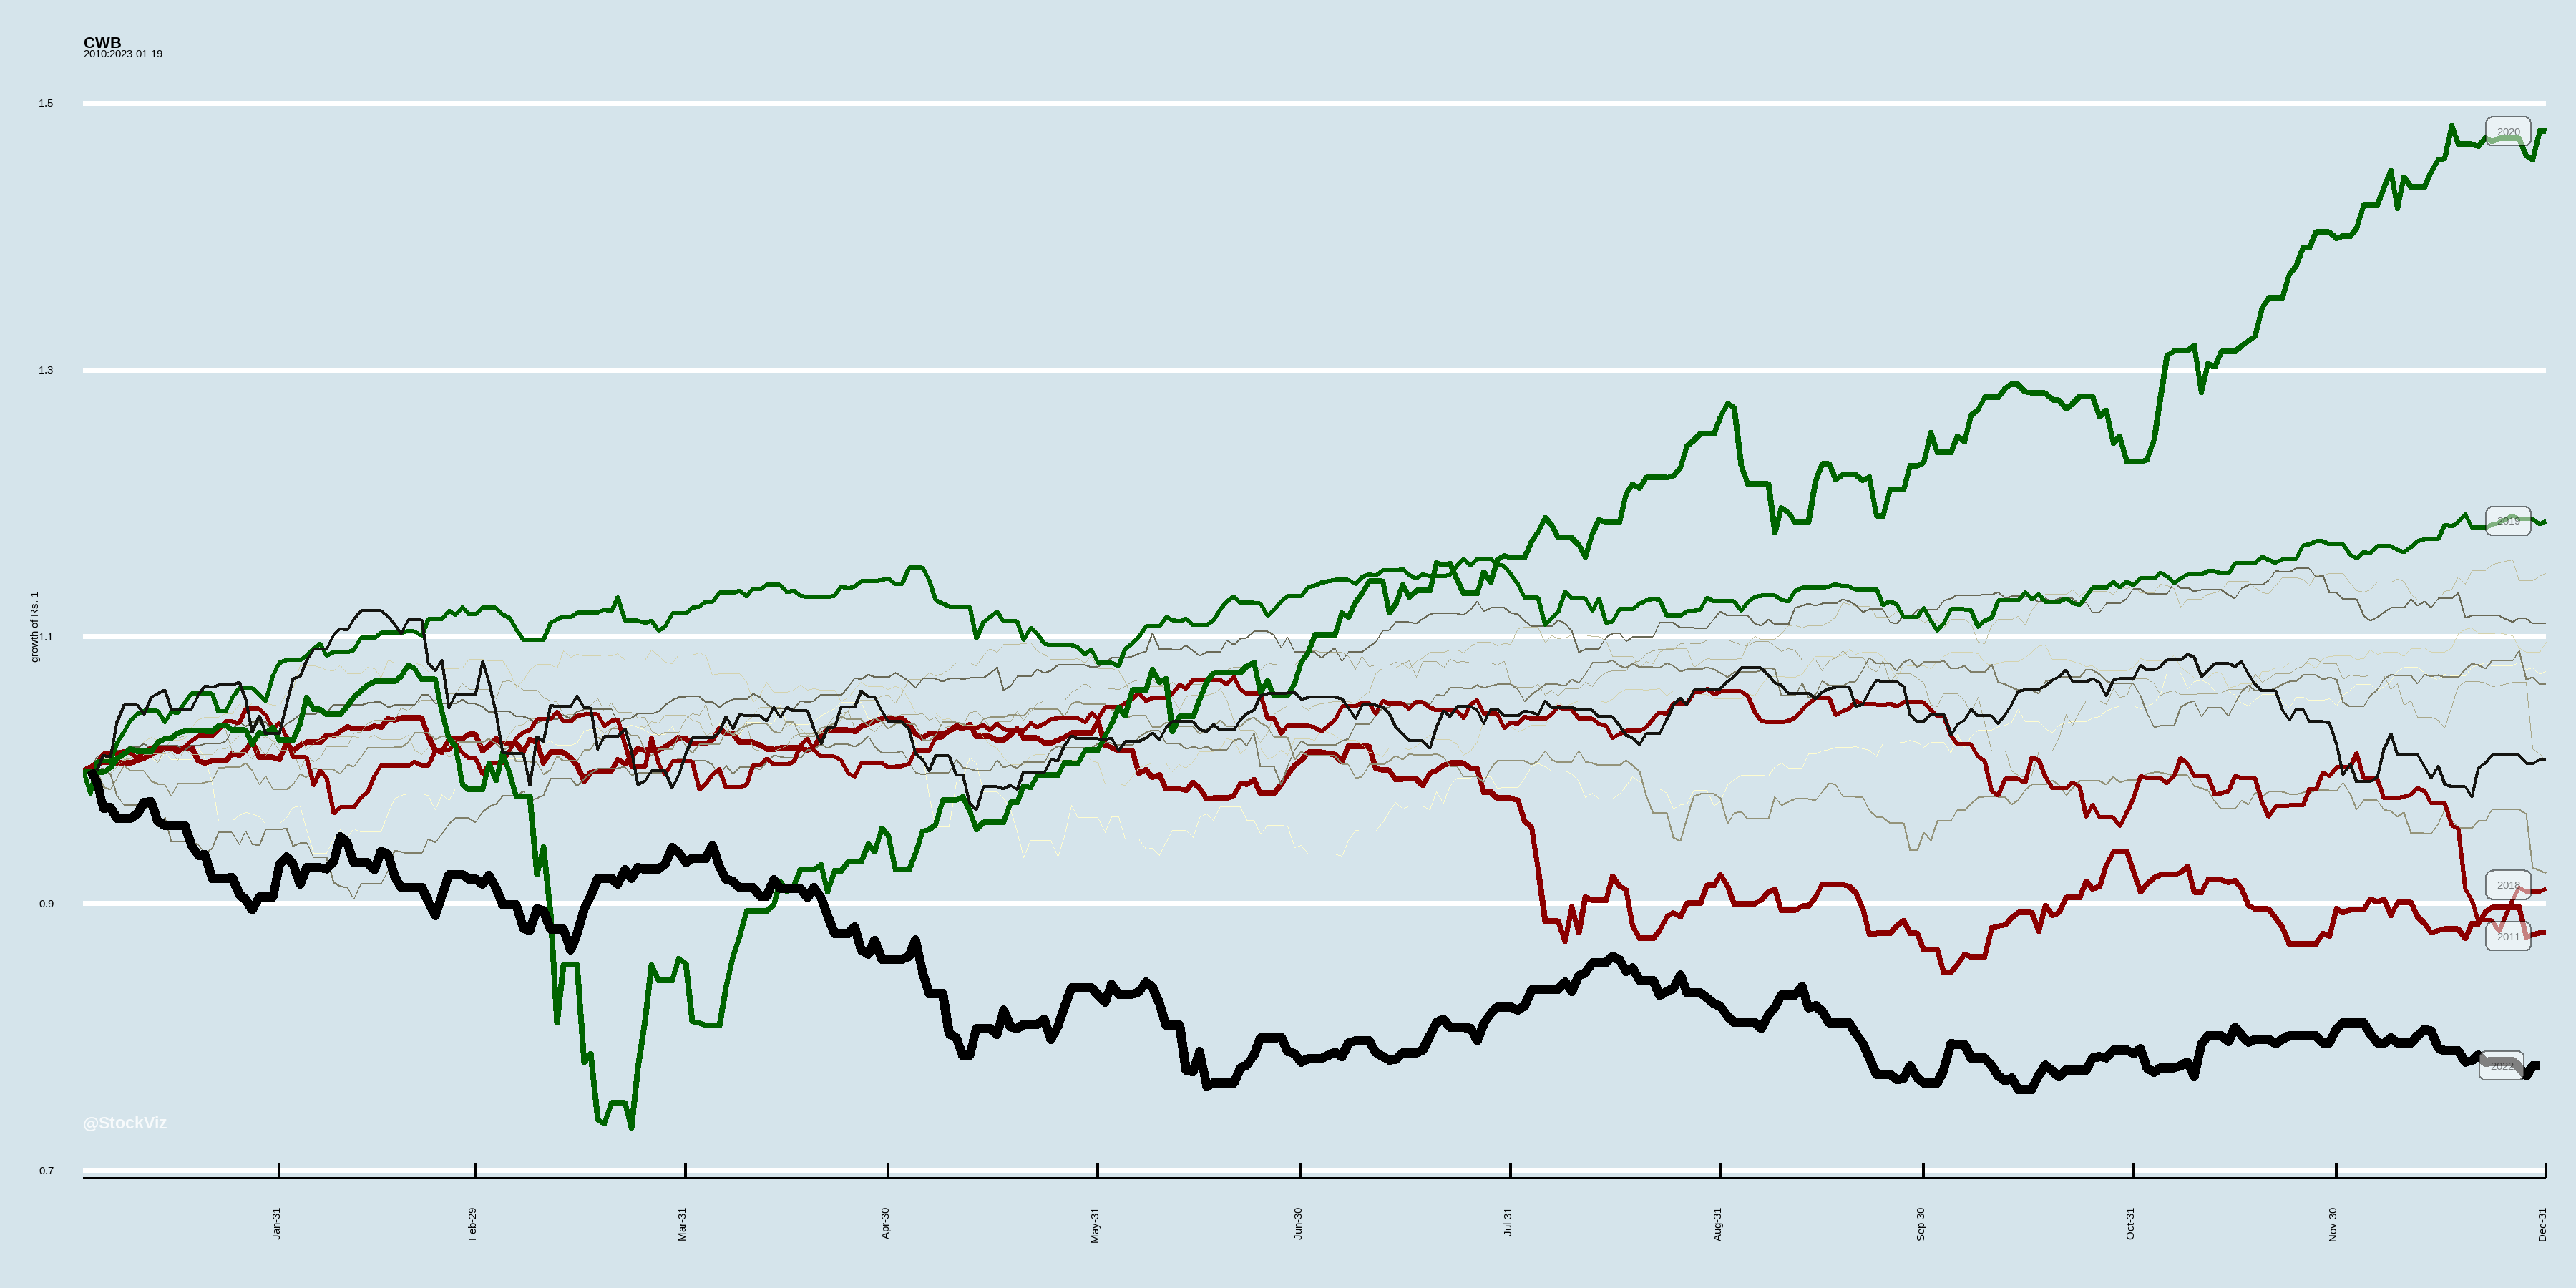 CWB
2010:2023-01-19
1.5
1.3
1.1
0.9
0.7
growth of Rs. 1
2020
2019
2018
2011
2022
@StockViz
Jan-31
Feb-29
Mar-31
Apr-30
May-31
Jun-30
Jul-31
Aug-31
Sep-30
Oct-31
Nov-30
Dec-31